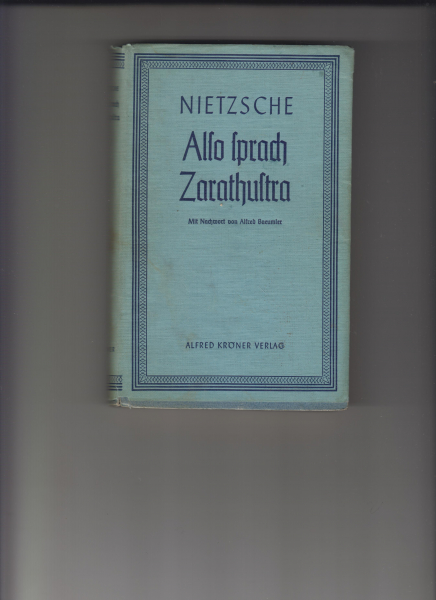 NIETZSCHE
Also sprach
Zarathustra
Mit Nachwort von Alfred Baeumler
ALFRED KRÖNER VERLAG